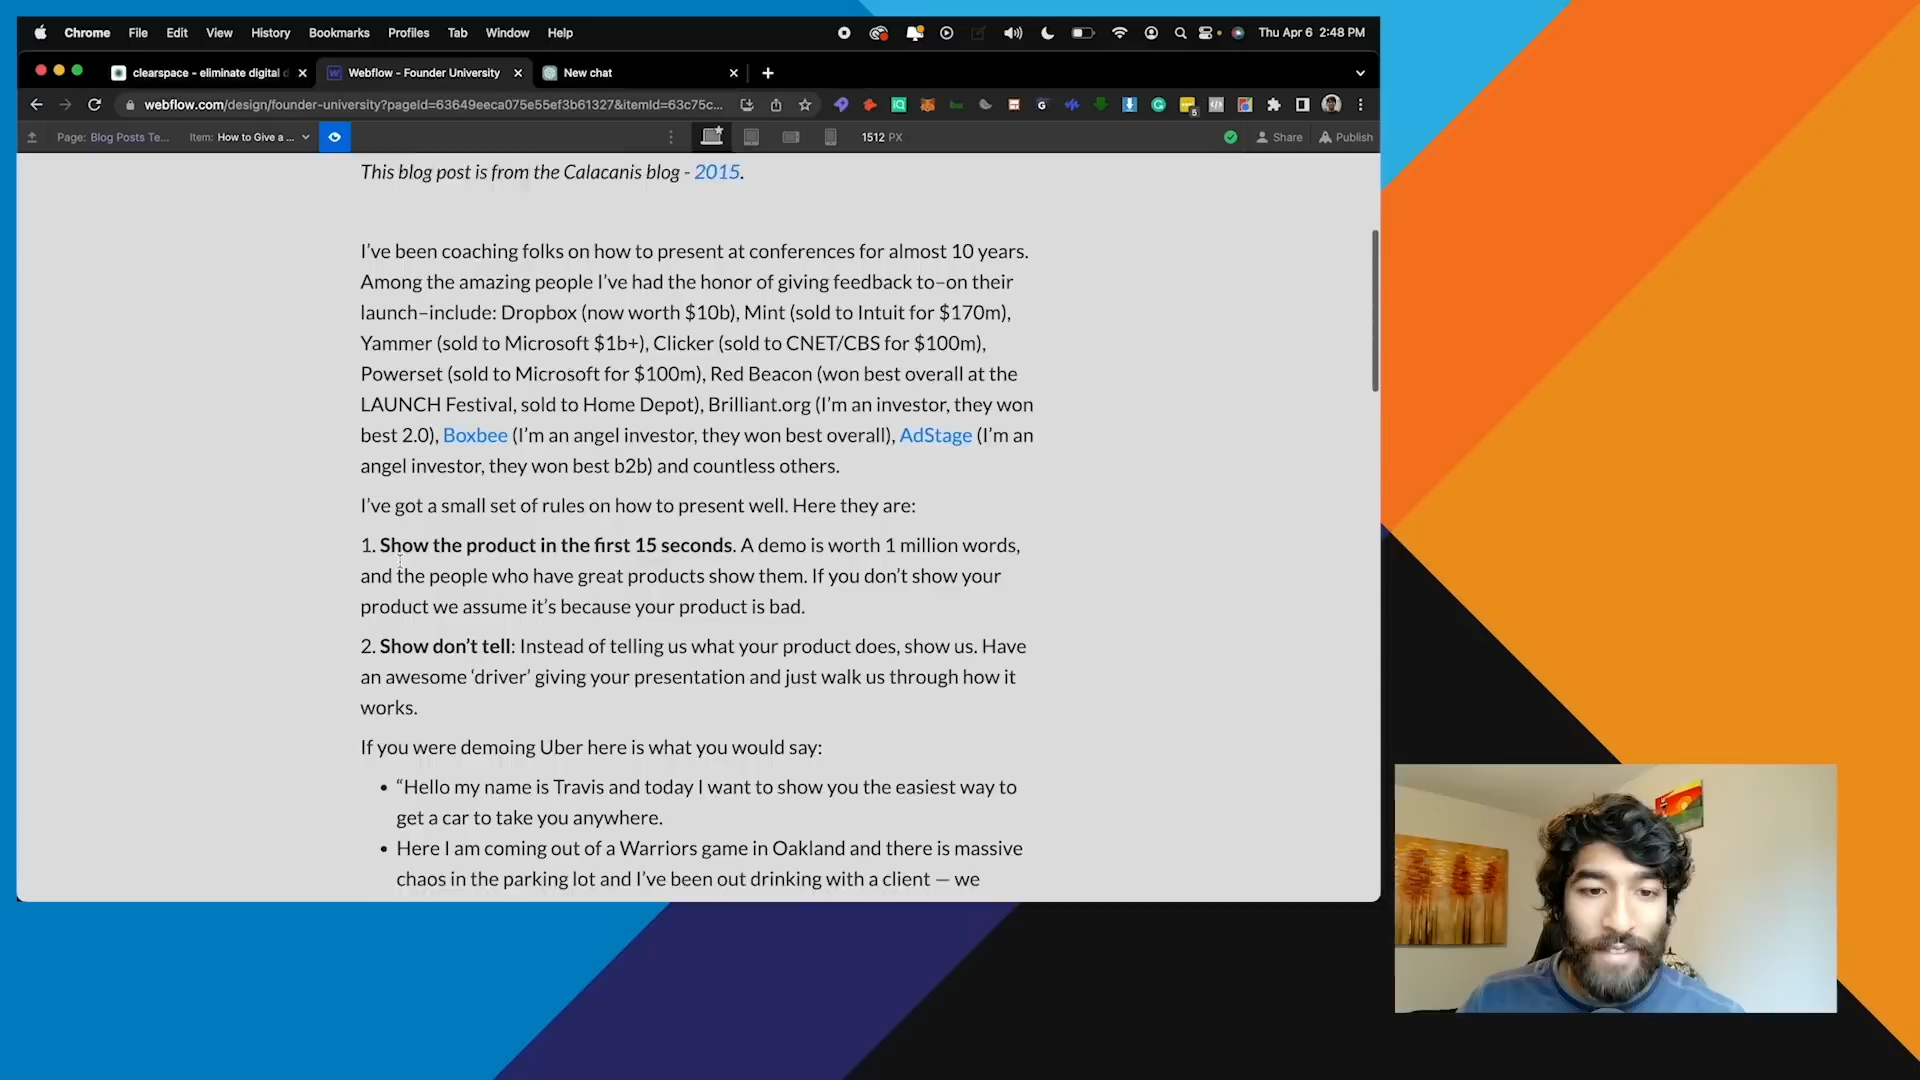 Chrome File Edit View History Bookmarks Profiles Tab Window Help Thu Apr 6 2:48 PM
clearspace - eliminate digital d Webflow - Founder University New chat
webflow.com/design/founder-university?pageId=63649eeca075e55ef3b61327&itemId=63c75c...
Page: Blog Posts Te... Item: How to Give a ... 1512 PX Share Publish
This blog post is from the Calacanis blog - 2015.
I’ve been coaching folks on how to present at conferences for almost 10 years.
Among the amazing people I’ve had the honor of giving feedback to–on their
launch–include: Dropbox (now worth $10b), Mint (sold to Intuit for $170m),
Yammer (sold to Microsoft $1b+), Clicker (sold to CNET/CBS for $100m),
Powerset (sold to Microsoft for $100m), Red Beacon (won best overall at the
LAUNCH Festival, sold to Home Depot), Brilliant.org (I’m an investor, they won
best 2.0), Boxbee (I’m an angel investor, they won best overall), AdStage (I’m an
angel investor, they won best b2b) and countless others.
I’ve got a small set of rules on how to present well. Here they are:
1. Show the product in the first 15 seconds. A demo is worth 1 million words,
and the people who have great products show them. If you don’t show your
product we assume it’s because your product is bad.
2. Show don’t tell: Instead of telling us what your product does, show us. Have
an awesome ‘driver’ giving your presentation and just walk us through how it
works.
If you were demoing Uber here is what you would say:
• “Hello my name is Travis and today I want to show you the easiest way to
get a car to take you anywhere.
• Here I am coming out of a Warriors game in Oakland and there is massive
chaos in the parking lot and I’ve been out drinking with a client — we